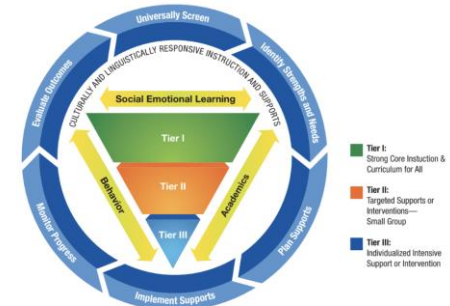 Universally Screen
Identify Strengths and Needs
Plan Supports
Implement Supports
Monitor Progress
Evaluate Outcomes
CULTURALLY AND LINGUISTICALLY RESPONSIVE INSTRUCTION AND SUPPORTS
Social Emotional Learning
Behavior
Academics
Tier I
Tier II
Tier III
Tier I:
Strong Core Instuction &
Curriculum for All
Tier II:
Targeted Supports or
Interventions—
Small Group
Tier III:
Individualized Intensive
Support or Intervention